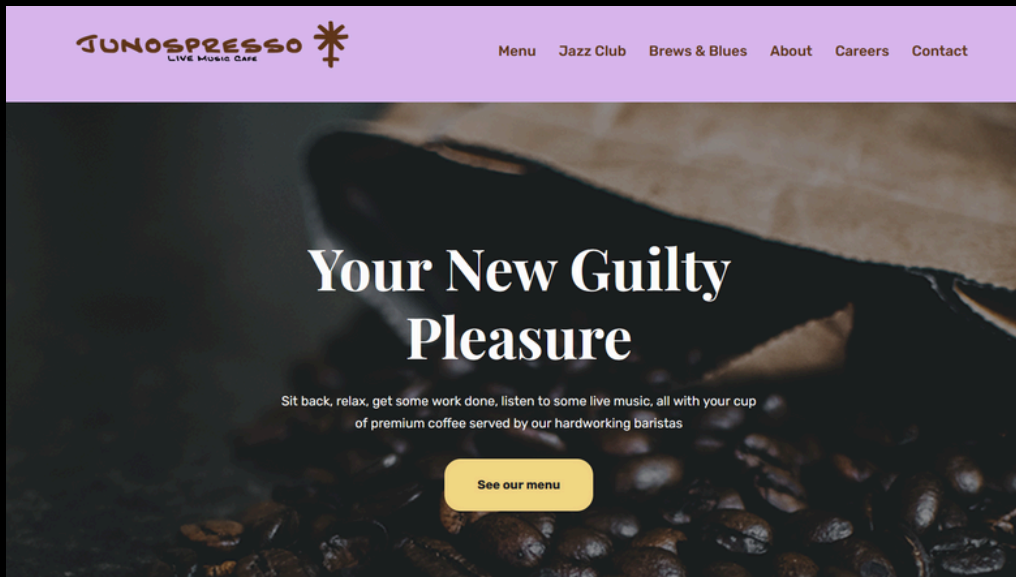 JUNOSPRESSO
LIVE MUSIC CAFE
Menu Jazz Club Brews & Blues About Careers Contact
Your New Guilty
Pleasure
Sit back, relax, get some work done, listen to some live music, all with your cup
of premium coffee served by our hardworking baristas
See our menu